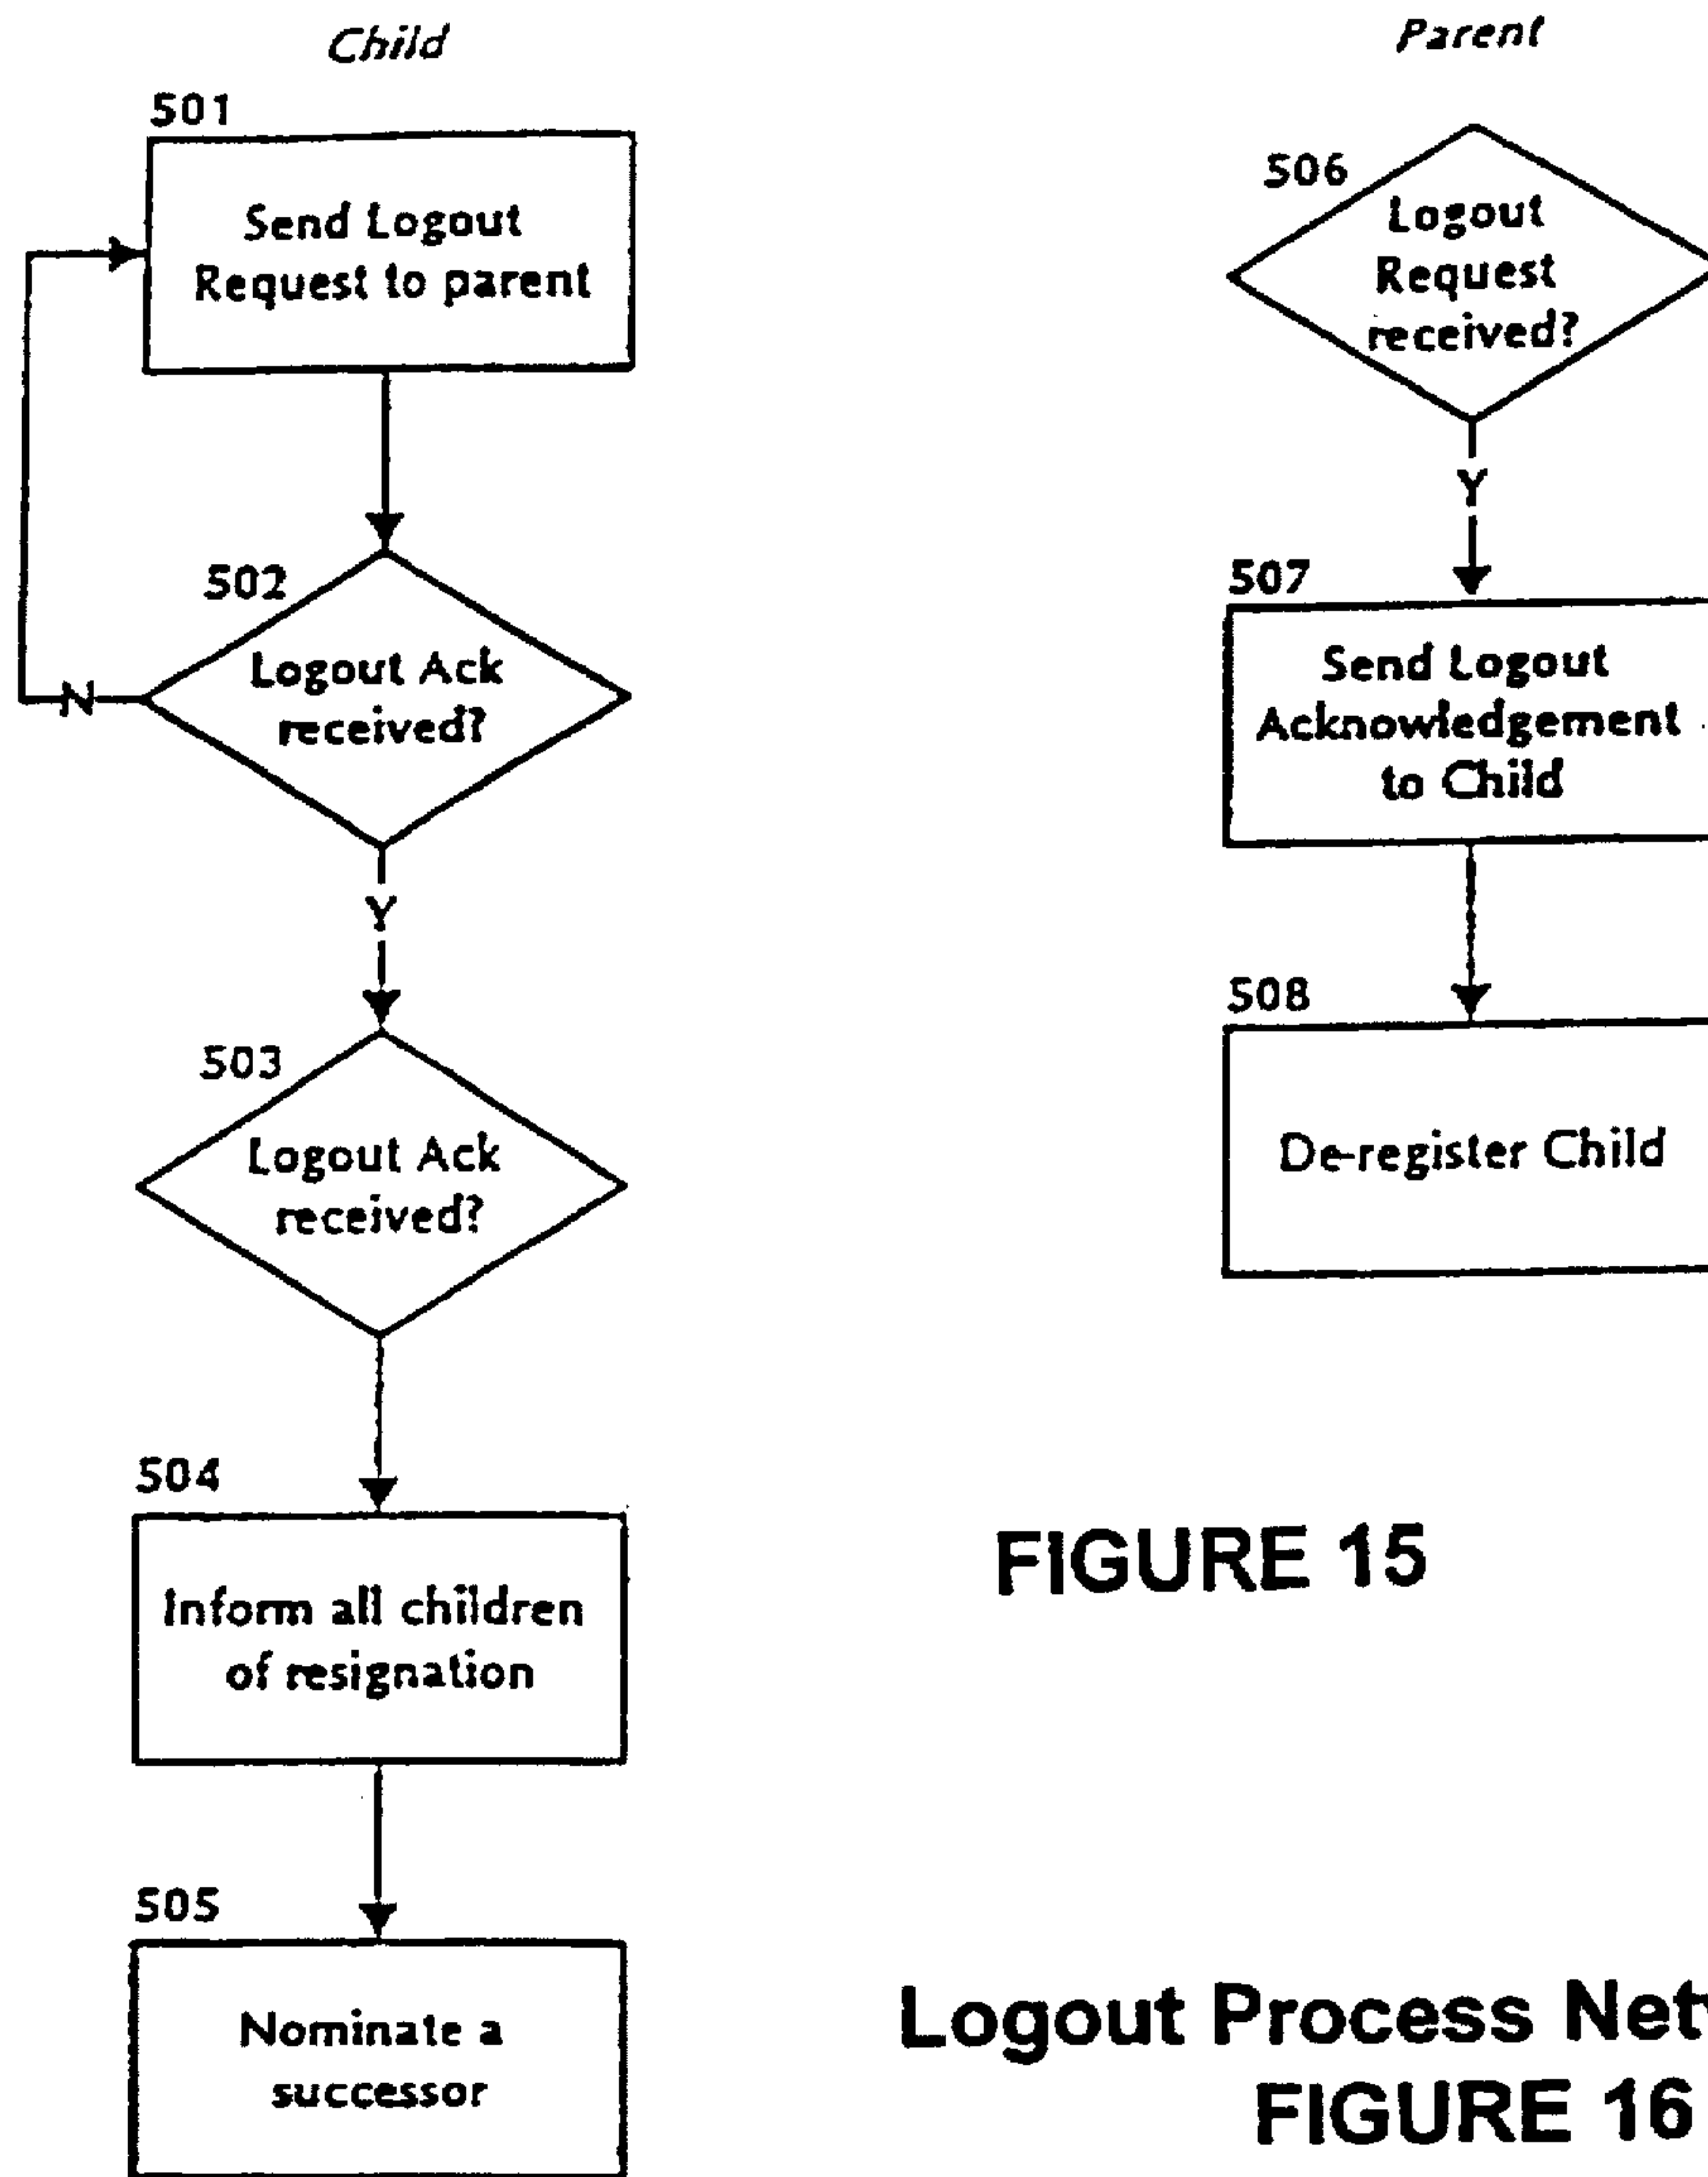 Child
501
Send Logout
Request to parent
502
Logout Ack
received?
N
Y
503
Logout Ack
received?
504
Inform all children
of resignation
505
Nominate a
successor
Parent
506
Logout
Request
received?
Y
507
Send Logout
Acknowledgement
to Child
508
De-register Child
FIGURE 15
Logout Process
FIGURE 16